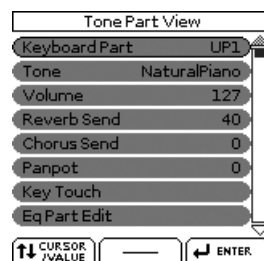 Tone Part View
Keyboard Part UP1
Tone NaturalPiano
Volume 127
Reverb Send 40
Chorus Send 0
Panpot 0
Key Touch
Eq Part Edit
CURSOR
/VALUE
ENTER